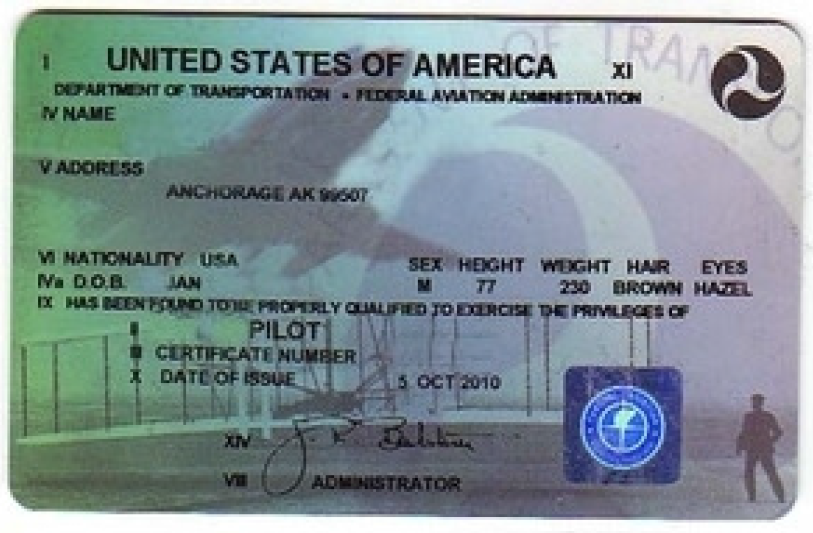 I UNITED STATES OF AMERICA XI
DEPARTMENT OF TRANSPORTATION • FEDERAL AVIATION ADMINISTRATION
IV NAME
V ADDRESS
ANCHORAGE AK 99507
VI NATIONALITY USA
SEX HEIGHT WEIGHT HAIR EYES
IVa D.O.B. JAN M 77 230 BROWN HAZEL
IX HAS BEEN FOUND TO BE PROPERLY QUALIFIED TO EXERCISE THE PRIVILEGES OF
II PILOT
III CERTIFICATE NUMBER
X DATE OF ISSUE 5 OCT 2010
XIV
VIII ADMINISTRATOR
OF TRAN